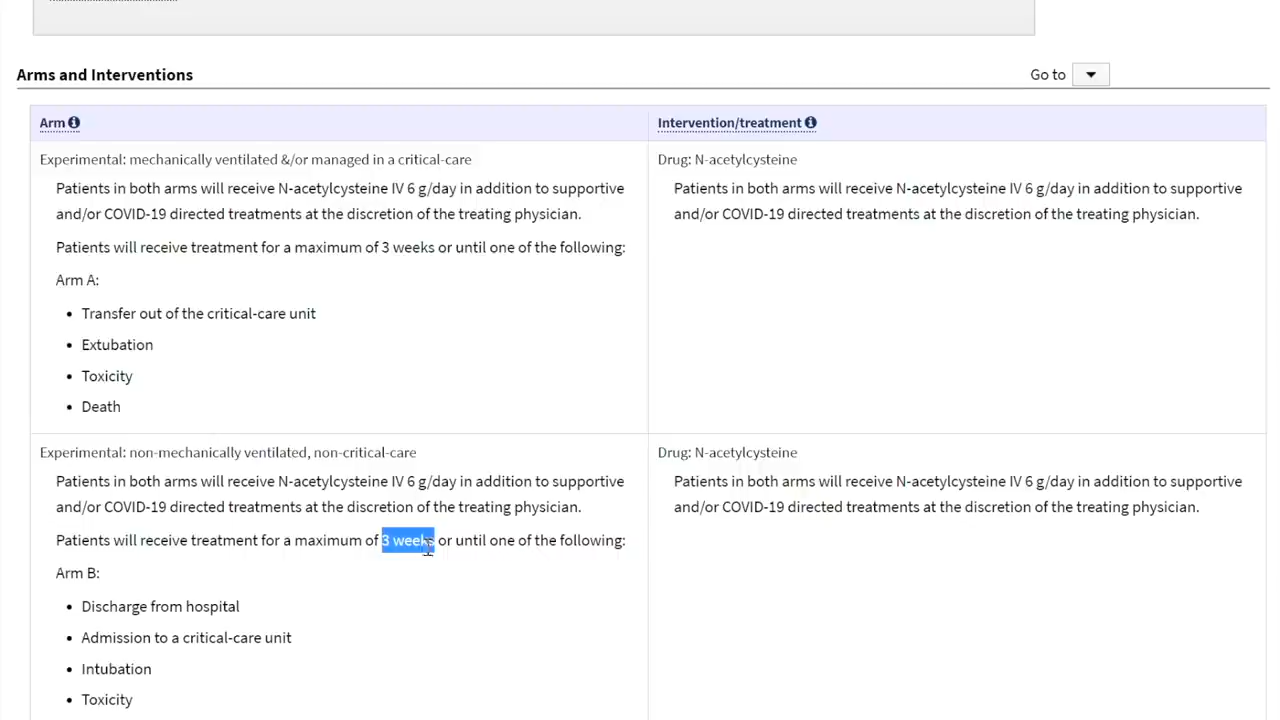 Arms and Interventions
Go to
Arm
Intervention/treatment
Experimental: mechanically ventilated &/or managed in a critical-care
Patients in both arms will receive N-acetylcysteine IV 6 g/day in addition to supportive
and/or COVID-19 directed treatments at the discretion of the treating physician.
Patients will receive treatment for a maximum of 3 weeks or until one of the following:
Arm A:
• Transfer out of the critical-care unit
• Extubation
• Toxicity
• Death
Drug: N-acetylcysteine
Patients in both arms will receive N-acetylcysteine IV 6 g/day in addition to supportive
and/or COVID-19 directed treatments at the discretion of the treating physician.
Experimental: non-mechanically ventilated, non-critical-care
Patients in both arms will receive N-acetylcysteine IV 6 g/day in addition to supportive
and/or COVID-19 directed treatments at the discretion of the treating physician.
Patients will receive treatment for a maximum of 3 weeks or until one of the following:
Arm B:
• Discharge from hospital
• Admission to a critical-care unit
• Intubation
• Toxicity
Drug: N-acetylcysteine
Patients in both arms will receive N-acetylcysteine IV 6 g/day in addition to supportive
and/or COVID-19 directed treatments at the discretion of the treating physician.